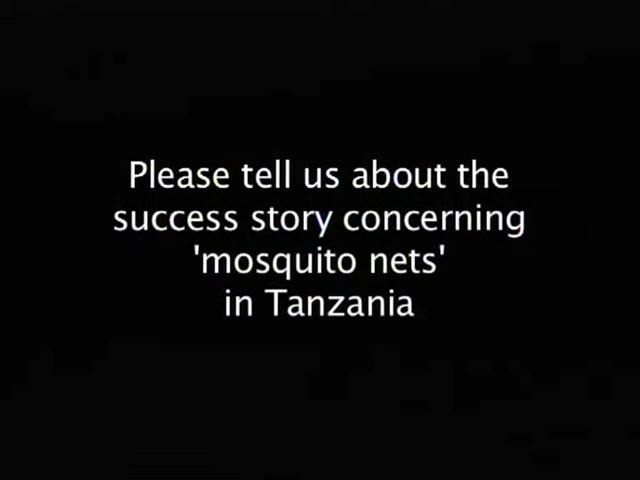 Please tell us about the
success story concerning
'mosquito nets'
in Tanzania